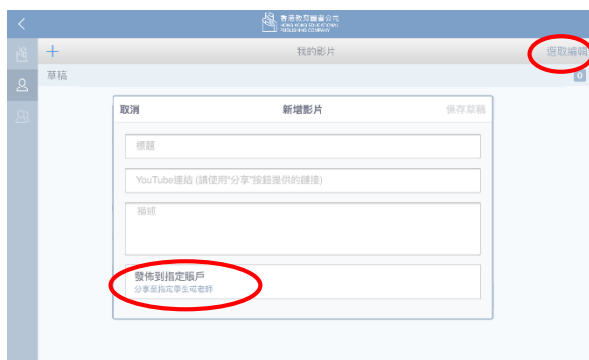 香港教育圖書公司
HONG KONG EDUCATIONAL
PUBLISHING COMPANY
我的影片
選取編輯
草稿
0
取消
新增影片
保存草稿
標題
YouTube連結 (請使用“分享”按鈕提供的鏈接)
描述
發佈到指定賬戶
分享至指定學生或老師